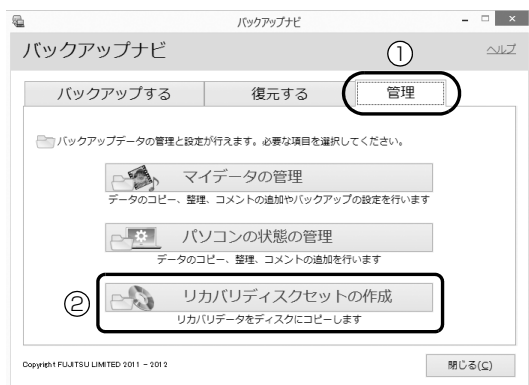 バックアップナビ
バックアップナビ
①
ヘルプ
バックアップする 復元する 管理
バックアップデータの管理と設定が行えます。必要な項目を選択してください。
マイデータの管理
データのコピー、整理、コメントの追加やバックアップの設定を行います
パソコンの状態の管理
データのコピー、整理、コメントの追加を行います
②
リカバリディスクセットの作成
リカバリデータをディスクにコピーします
Copyright FUJITSU LIMITED 2011 - 2012
閉じる(C)